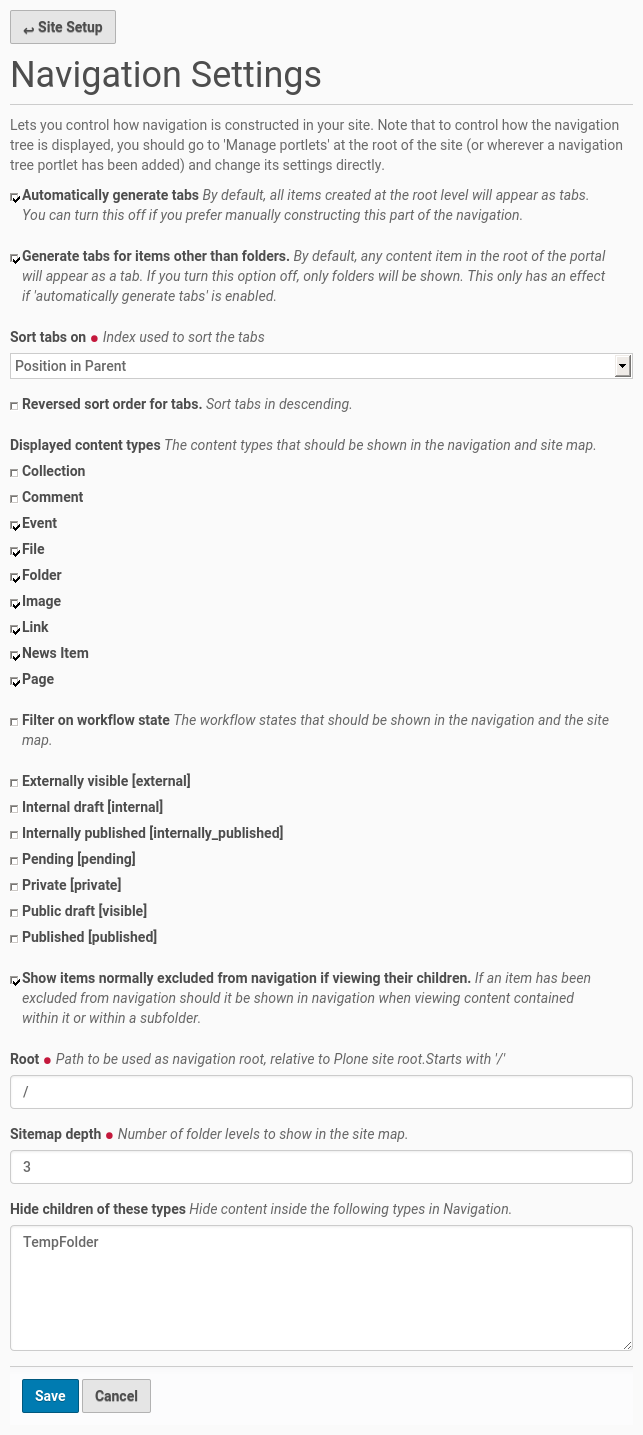 Site Setup
Navigation Settings
Lets you control how navigation is constructed in your site. Note that to control how the navigation
tree is displayed, you should go to 'Manage portlets' at the root of the site (or wherever a navigation
tree portlet has been added) and change its settings directly.
Automatically generate tabs By default, all items created at the root level will appear as tabs.
You can turn this off if you prefer manually constructing this part of the navigation.
Generate tabs for items other than folders. By default, any content item in the root of the portal
will appear as a tab. If you turn this option off, only folders will be shown. This only has an effect
if 'automatically generate tabs' is enabled.
Sort tabs on Index used to sort the tabs
Position in Parent
Reversed sort order for tabs. Sort tabs in descending.
Displayed content types The content types that should be shown in the navigation and site map.
Collection
Comment
Event
File
Folder
Image
Link
News Item
Page
Filter on workflow state The workflow states that should be shown in the navigation and the site
map.
Externally visible [external]
Internal draft [internal]
Internally published [internally_published]
Pending [pending]
Private [private]
Public draft [visible]
Published [published]
Show items normally excluded from navigation if viewing their children. If an item has been
excluded from navigation should it be shown in navigation when viewing content contained
within it or within a subfolder.
Root Path to be used as navigation root, relative to Plone site root.Starts with '/'
/
Sitemap depth Number of folder levels to show in the site map.
3
Hide children of these types Hide content inside the following types in Navigation.
TempFolder
Save Cancel